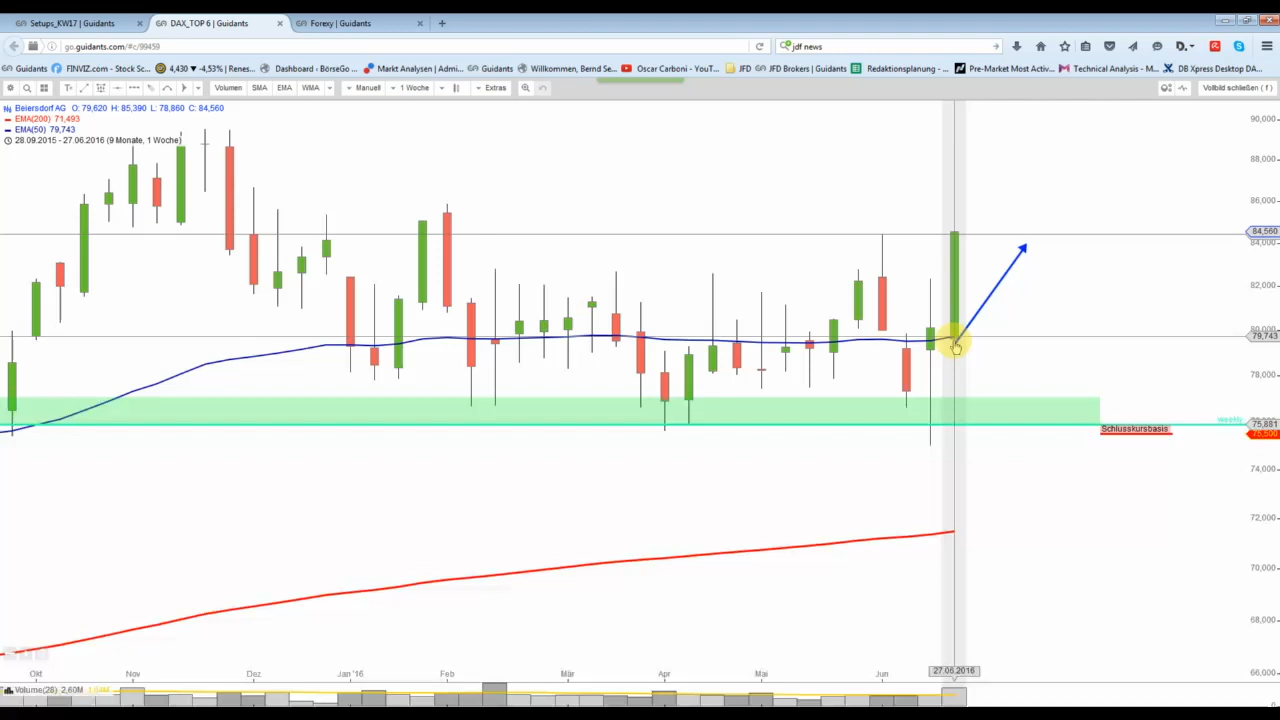 Setups_KW17 | Guidants
DAX_TOP 6 | Guidants
Forexy | Guidants
go.guidants.com/#c/99459
jdf news
Guidants
FINVIZ.com - Stock Sc...
4,430 -4,53% | Renes...
Dashboard - BörseGo ...
Markt Analysen | Admi...
Guidants
Willkommen, Bernd Se...
Oscar Carboni - YouT...
JFD
JFD Brokers | Guidants
Redaktionsplanung - ...
Pre-Market Most Activ...
Technical Analysis - M...
DB Xpress Desktop DA...
Volumen
SMA
EMA
WMA
Manuell
1 Woche
Extras
Vollbild schließen ( f )
Beiersdorf AG O: 79,620 H: 85,390 L: 78,860 C: 84,560
EMA(200) 71,493
EMA(50) 79,743
28.09.2015 - 27.06.2016 (9 Monate, 1 Woche)
90,000
88,000
86,000
84,560
84,000
82,000
80,000
79,743
78,000
weekly
75,881
Schlusskursbasis
75,500
74,000
72,000
70,000
68,000
66,000
Okt
Nov
Dez
Jan '16
Feb
Mär
Apr
Mai
Jun
27.06.2016
Volume(28) 2,60M
0